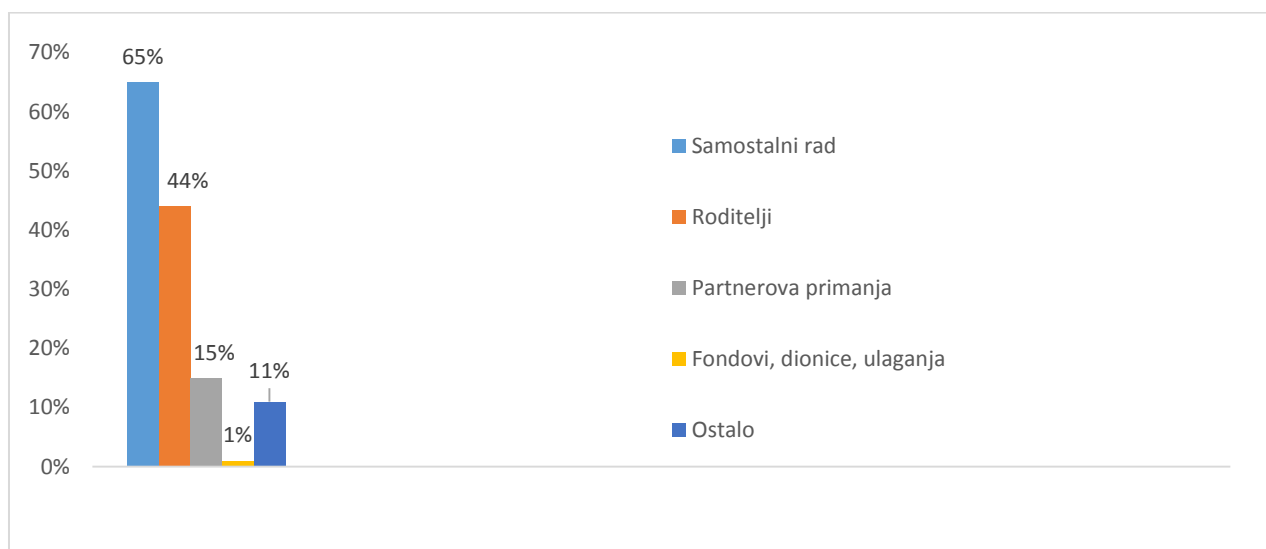 70%
65%
60%
50%
44%
40%
30%
20%
15%
11%
10%
1%
0%
Samostalni rad
Roditelji
Partnerova primanja
Fondovi, dionice, ulaganja
Ostalo